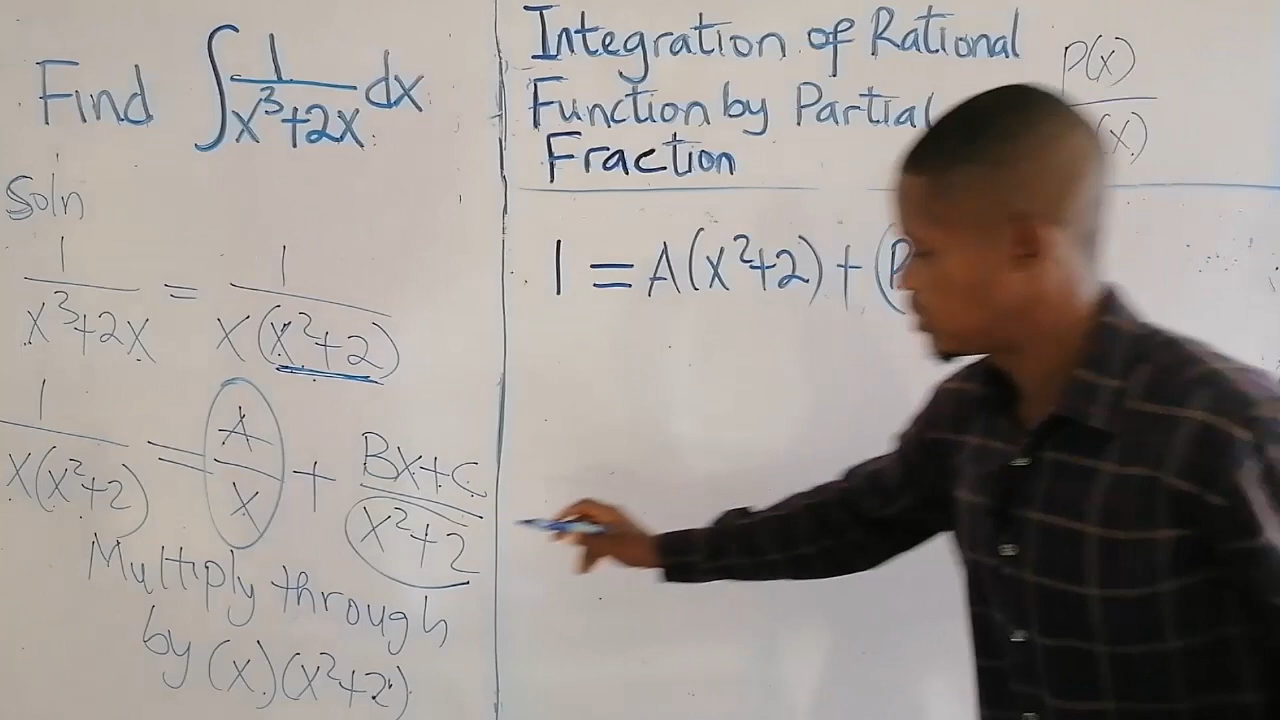 Find ∫ 1/(x³+2x) dx
Soln
1/(x³+2x) = 1/(x(x²+2))
1/(x(x²+2)) = A/x + (Bx+C)/(x²+2)
Multiply through
by (x)(x²+2)
Integration of Rational
Function by Partial
Fraction
P(x)
(x)
1 = A(x²+2) + (